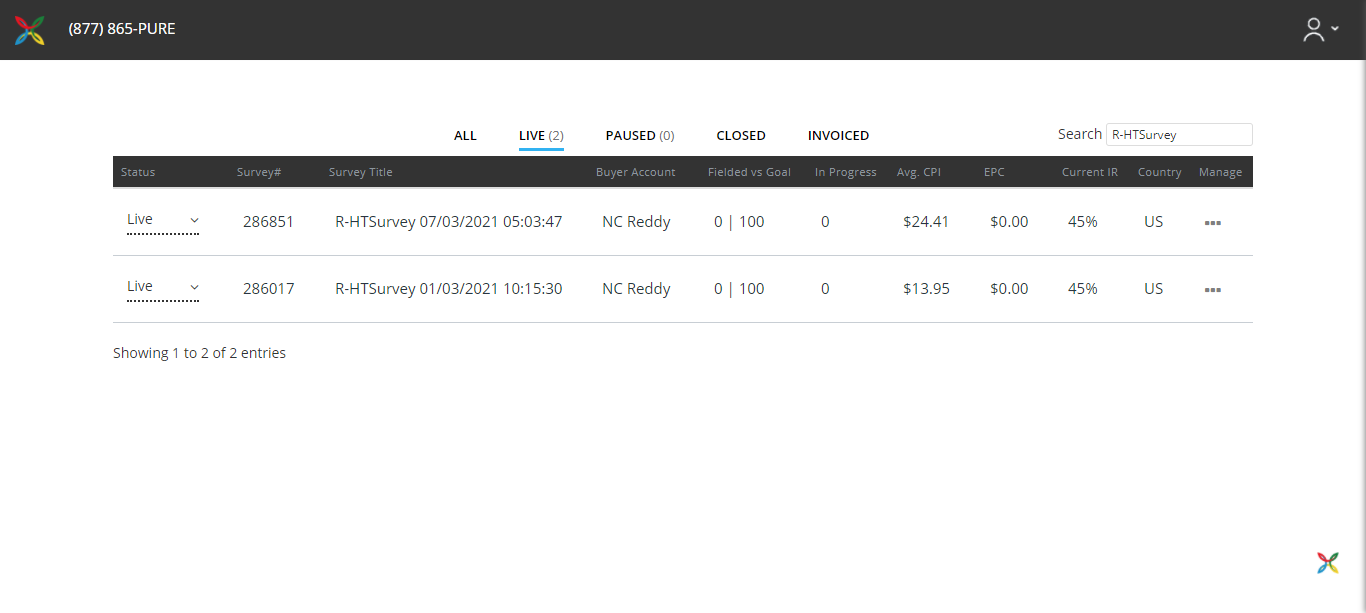 (877) 865-PURE
ALL LIVE (2) PAUSED (0) CLOSED INVOICED Search R-HTSurvey
Status Survey# Survey Title Buyer Account Fielded vs Goal In Progress Avg. CPI EPC Current IR Country Manage
Live 286851 R-HTSurvey 07/03/2021 05:03:47 NC Reddy 0 | 100 0 $24.41 $0.00 45% US
Live 286017 R-HTSurvey 01/03/2021 10:15:30 NC Reddy 0 | 100 0 $13.95 $0.00 45% US
Showing 1 to 2 of 2 entries